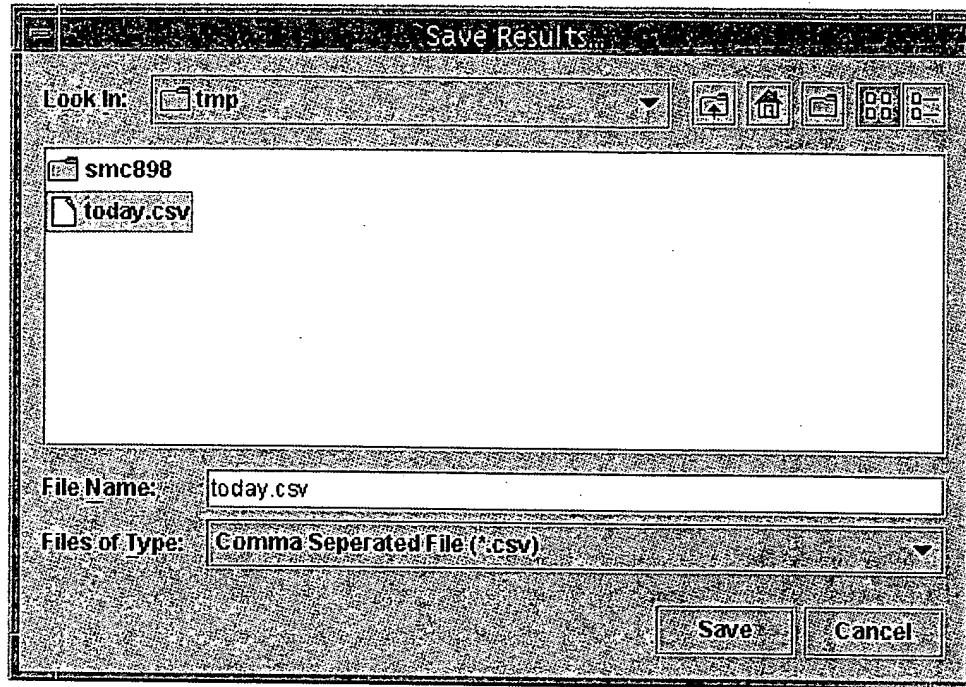 Save Results...
Look In: tmp
smc898
today.csv
File Name: today.csv
Files of Type: Comma Seperated File (*.csv)
Save Cancel